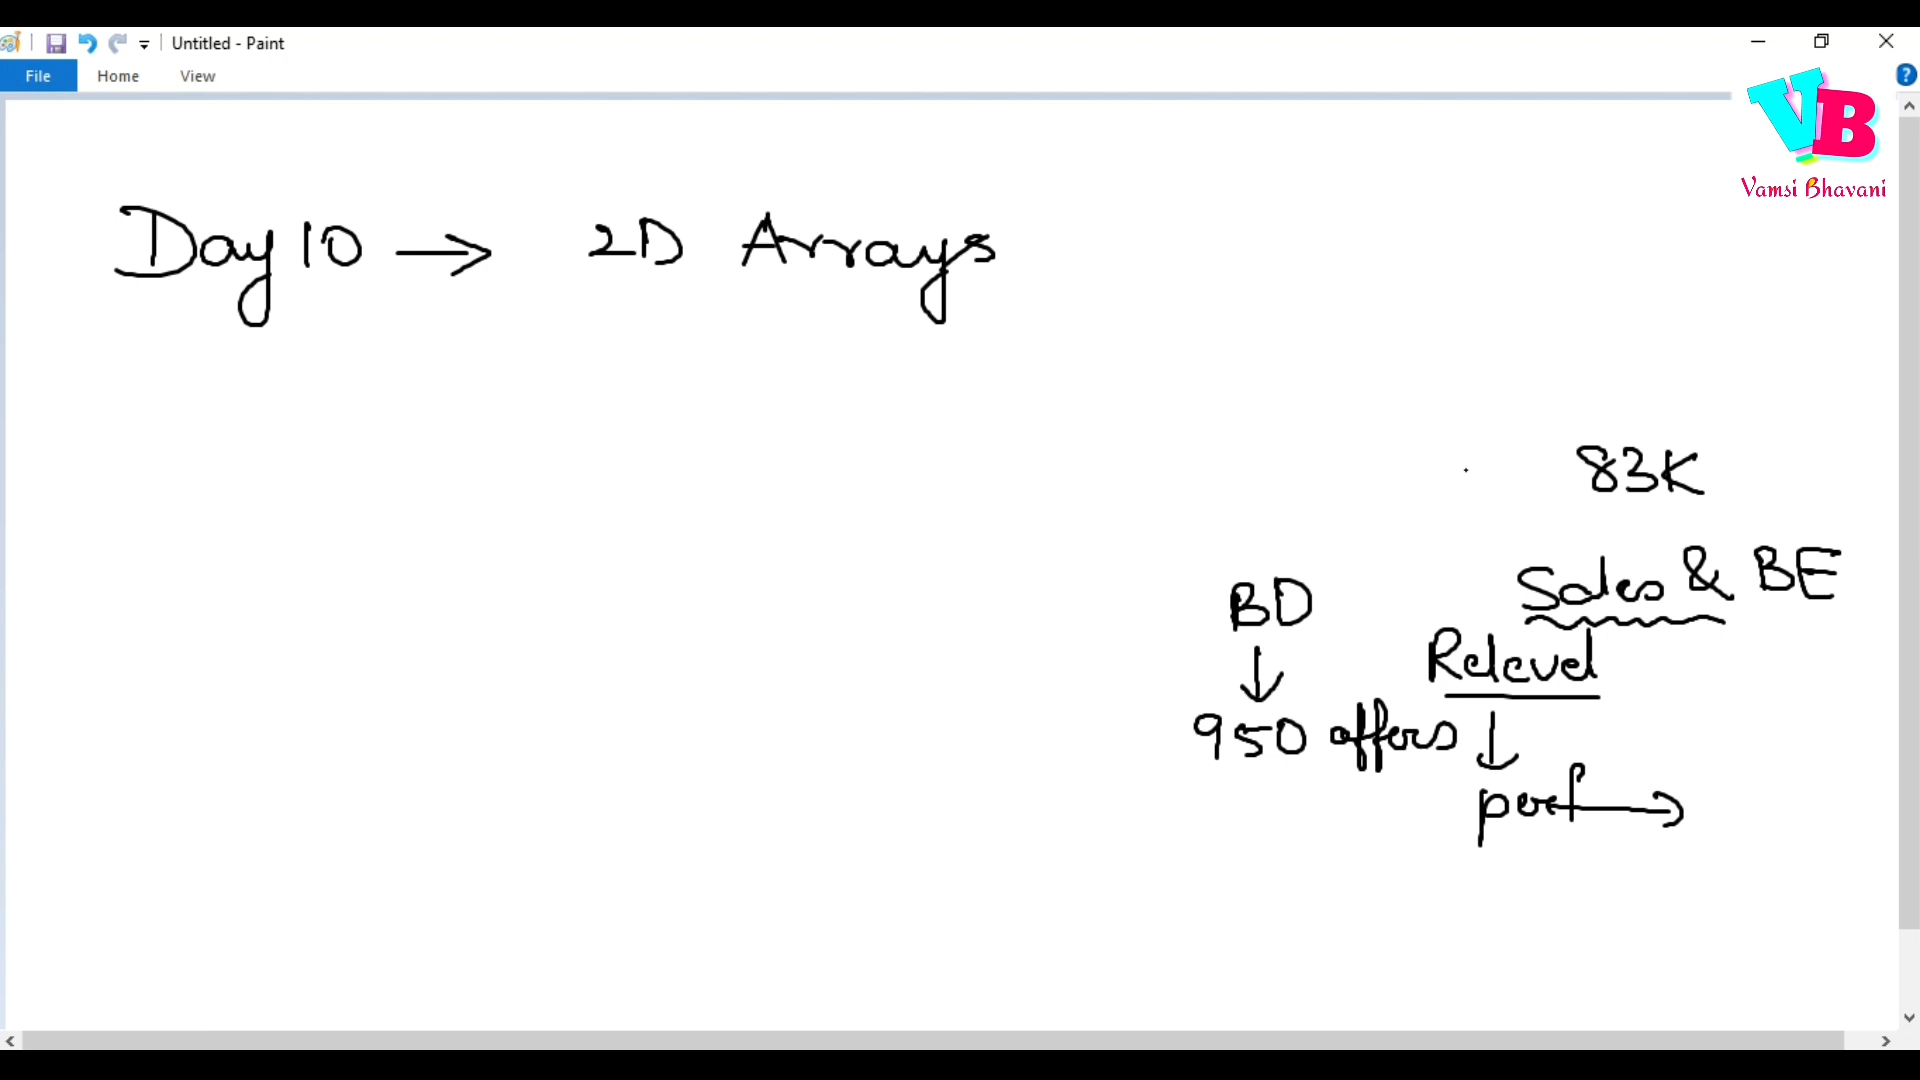 Untitled - Paint
File Home View
VB
Vamsi Bhavani
Day 10 → 2D Arrays
83K
Sales & BE
BD
Relevel
↓
950 offers ↓
perf →